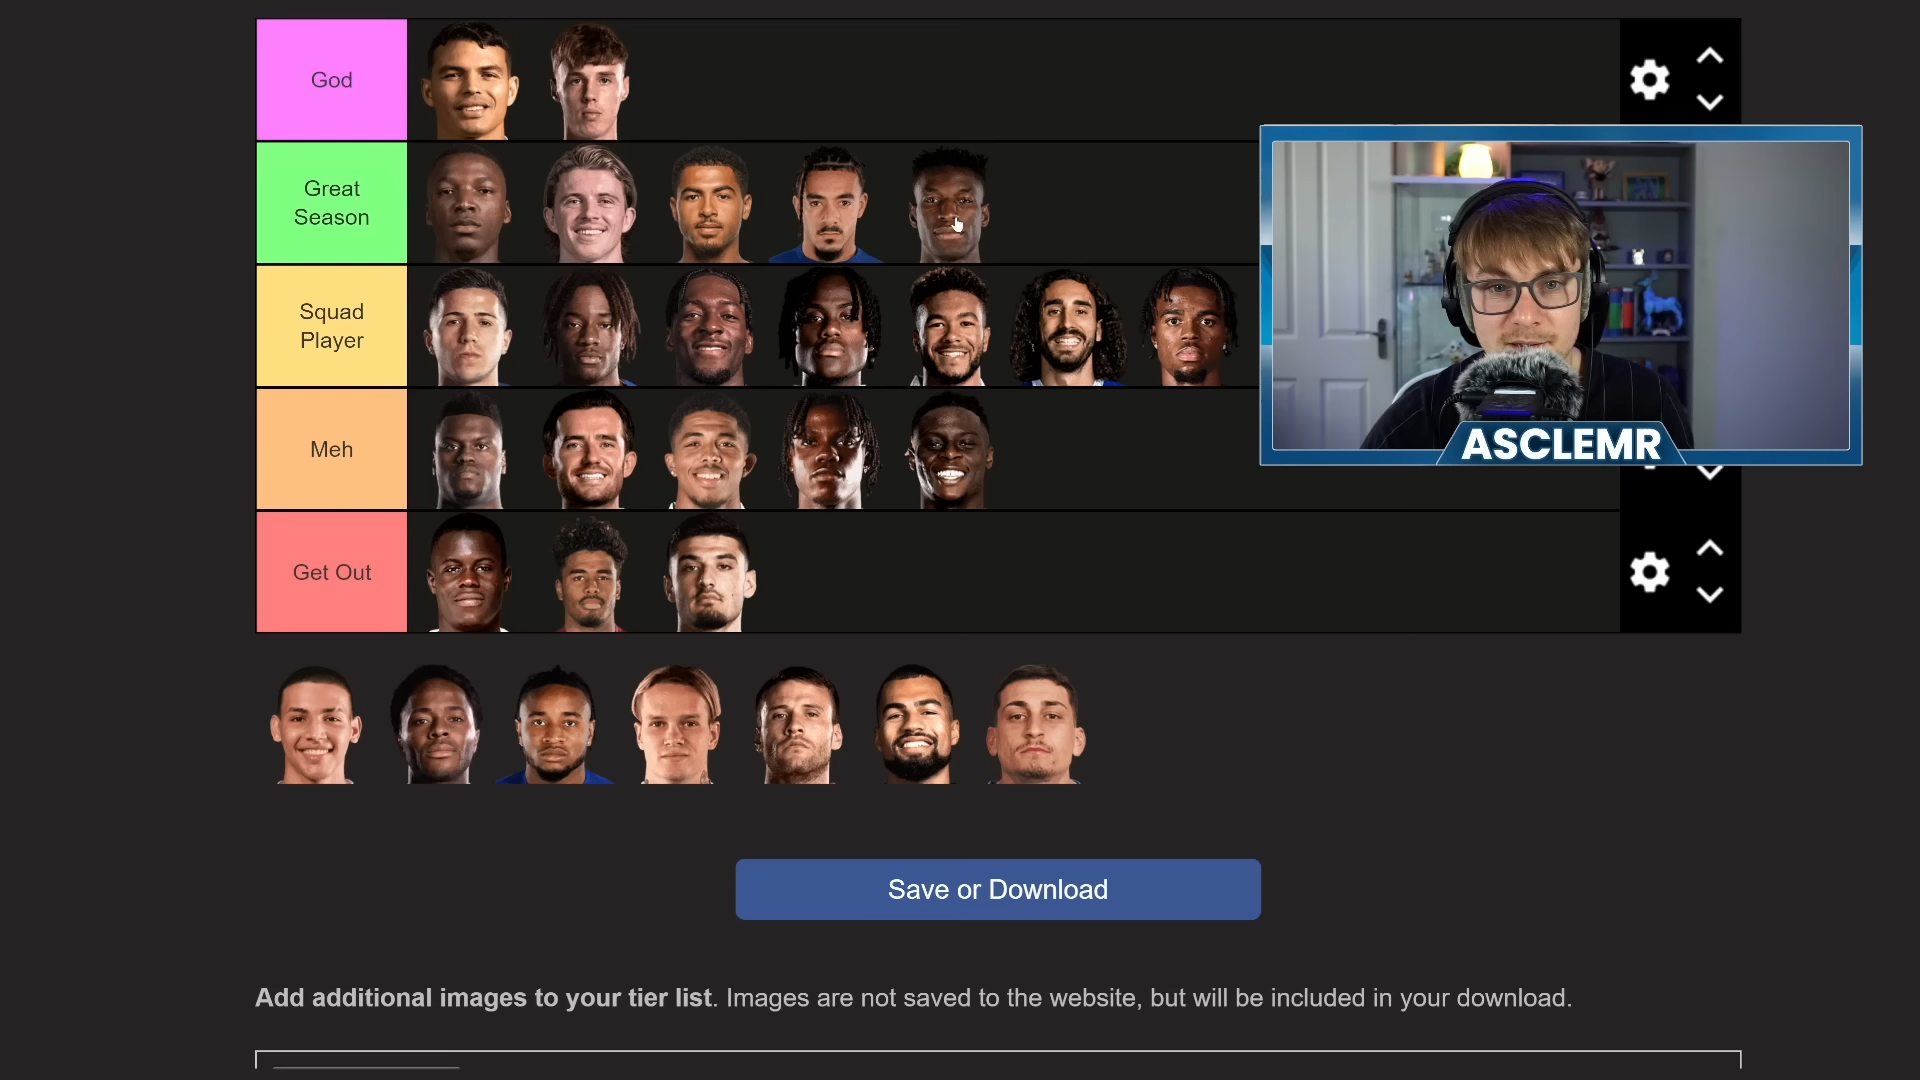 God
Great
Season
Squad
Player
ASCLEMR
Meh
Get Out
Save or Download
Add additional images to your tier list. Images are not saved to the website, but will be included in your download.